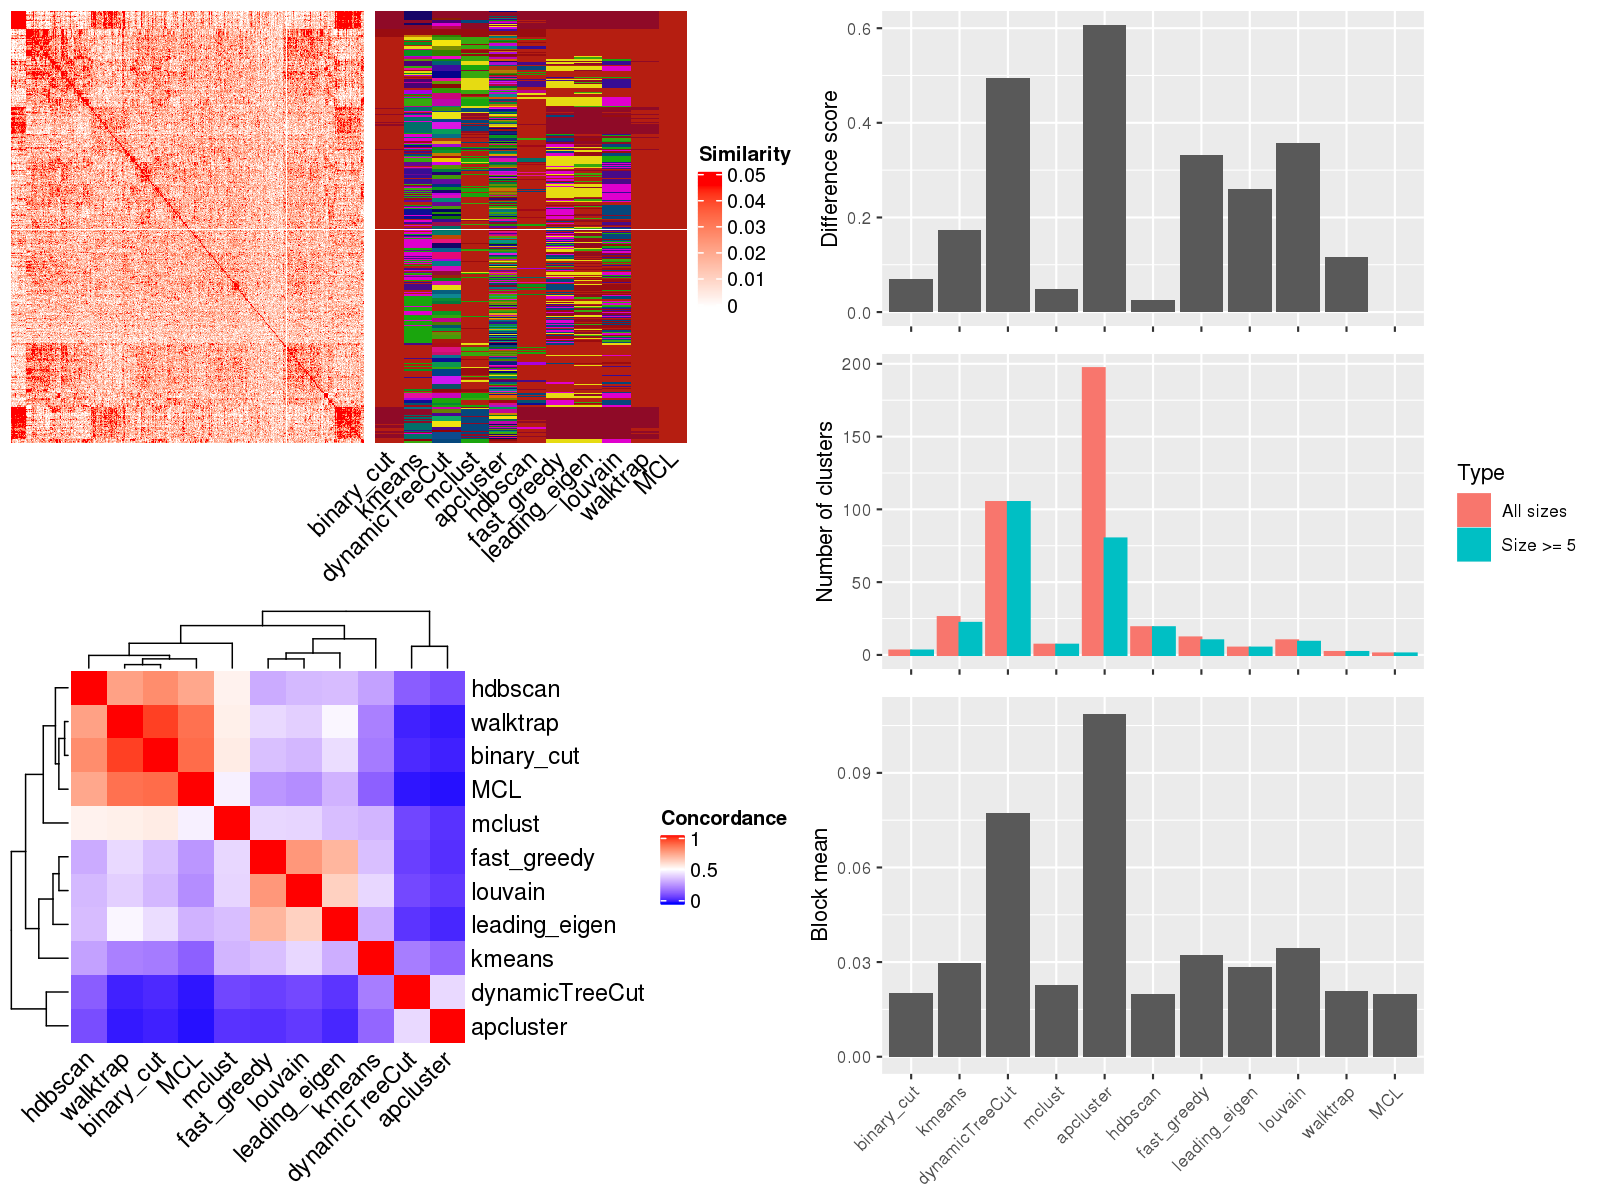 Similarity
0.05
0.04
0.03
0.02
0.01
0
binary_cut
kmeans
dynamicTreeCut
mclust
apcluster
hdbscan
fast_greedy
leading_eigen
louvain
walktrap
MCL
hdbscan
walktrap
binary_cut
MCL
mclust
fast_greedy
louvain
leading_eigen
kmeans
dynamicTreeCut
apcluster
hdbscan
walktrap
binary_cut
MCL
mclust
fast_greedy
louvain
leading_eigen
kmeans
dynamicTreeCut
apcluster
Concordance
1
0.5
0
Difference score
0.6
0.4
0.2
0.0
Number of clusters
200
150
100
50
0
Type
All sizes
Size >= 5
Block mean
0.09
0.06
0.03
0.00
binary_cut
kmeans
dynamicTreeCut
mclust
apcluster
hdbscan
fast_greedy
leading_eigen
louvain
walktrap
MCL